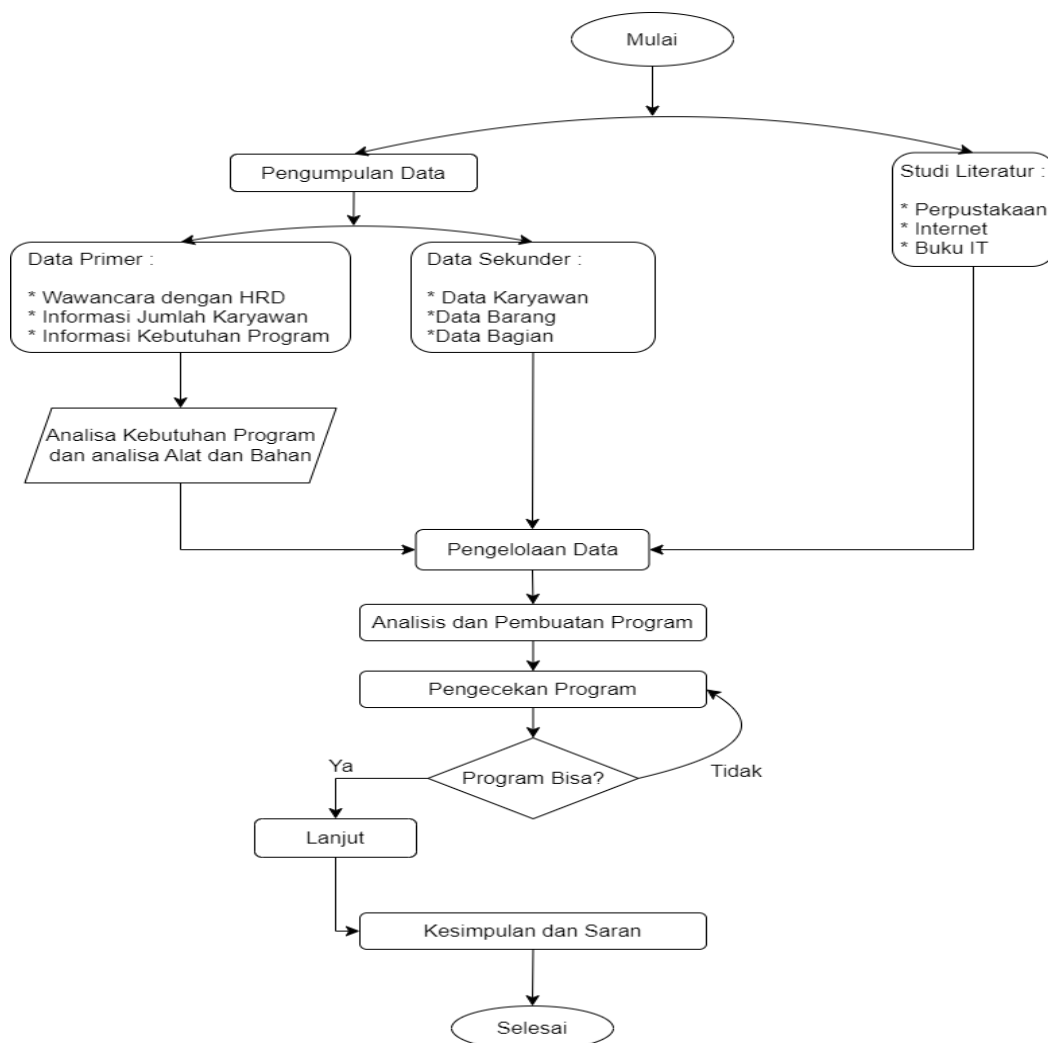 Mulai
Pengumpulan Data
Studi Literatur :
* Perpustakaan
* Internet
* Buku IT
Data Primer :
* Wawancara dengan HRD
* Informasi Jumlah Karyawan
* Informasi Kebutuhan Program
Data Sekunder :
* Data Karyawan
*Data Barang
*Data Bagian
Analisa Kebutuhan Program
dan analisa Alat dan Bahan
Pengelolaan Data
Analisis dan Pembuatan Program
Pengecekan Program
Program Bisa?
Ya
Tidak
Lanjut
Kesimpulan dan Saran
Selesai